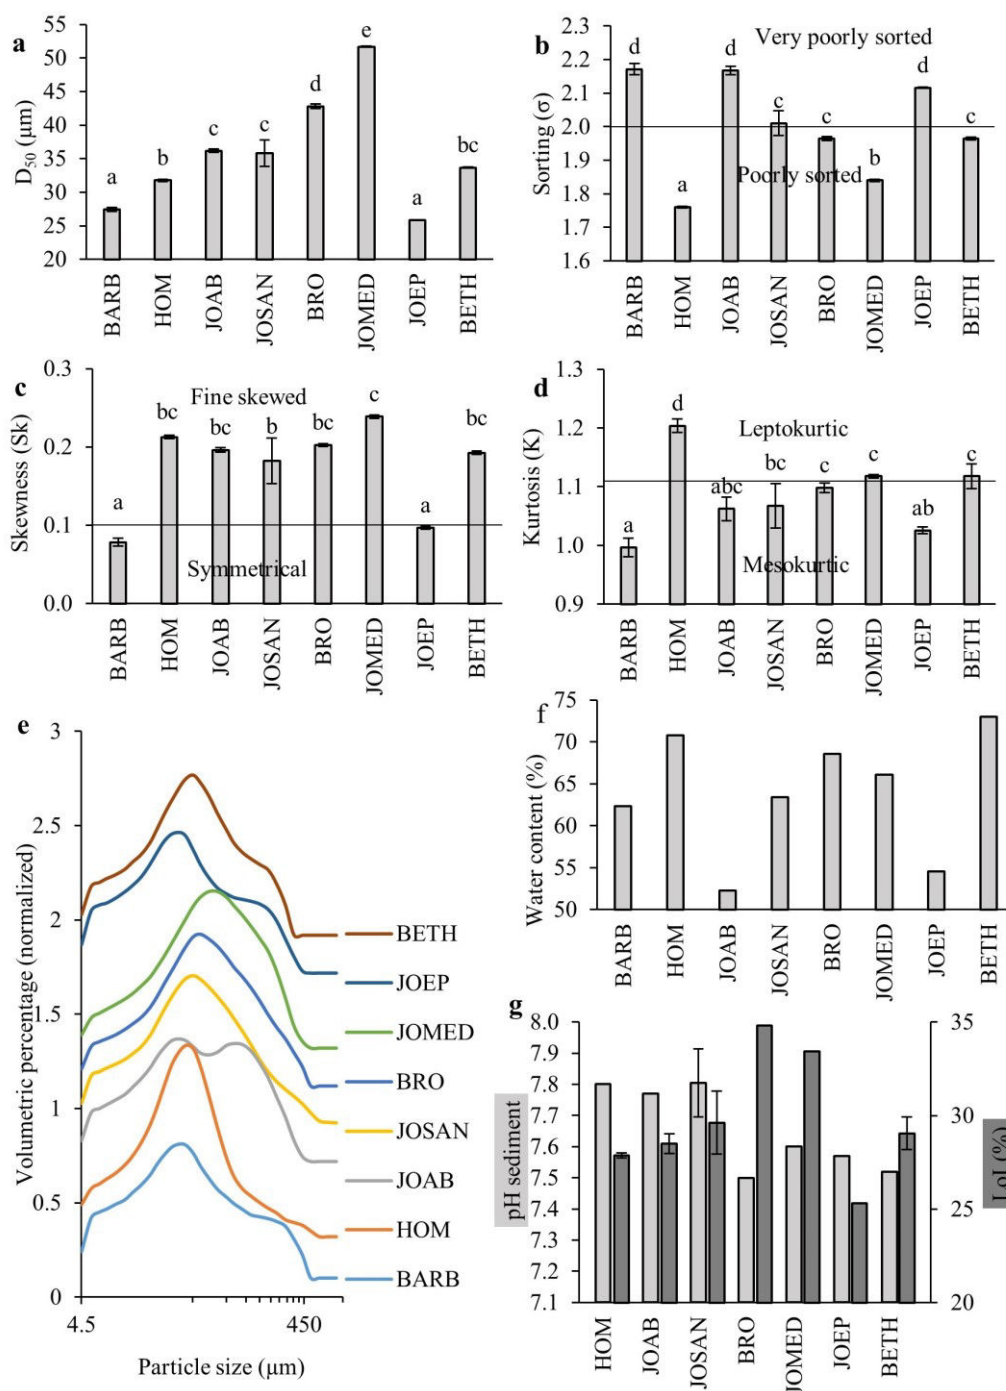 a
D₅₀ (μm)
55
50
45
40
35
30
25
20
a
b
c
c
d
e
a
bc
BARB
HOM
JOAB
JOSAN
BRO
JOMED
JOEP
BETH
b
Sorting (σ)
2.3
2.2
2.1
2.0
1.9
1.8
1.7
1.6
Very poorly sorted
Poorly sorted
d
a
d
c
c
b
d
c
BARB
HOM
JOAB
JOSAN
BRO
JOMED
JOEP
BETH
c
Skewness (Sk)
0.3
0.2
0.1
0.0
Fine skewed
Symmetrical
a
bc
bc
b
bc
c
a
bc
BARB
HOM
JOAB
JOSAN
BRO
JOMED
JOEP
BETH
d
Kurtosis (K)
1.3
1.2
1.1
1.0
0.9
Leptokurtic
Mesokurtic
a
d
abc
bc
c
c
ab
c
BARB
HOM
JOAB
JOSAN
BRO
JOMED
JOEP
BETH
e
Volumetric percentage (normalized)
3
2.5
2
1.5
1
0.5
0
4.5
450
Particle size (μm)
BETH
JOEP
JOMED
BRO
JOSAN
JOAB
HOM
BARB
f
Water content (%)
75
70
65
60
55
50
BARB
HOM
JOAB
JOSAN
BRO
JOMED
JOEP
BETH
g
pH sediment
8.0
7.9
7.8
7.7
7.6
7.5
7.4
7.3
7.2
7.1
35
30
25
20
LoI (%)
HOM
JOAB
JOSAN
BRO
JOMED
JOEP
BETH